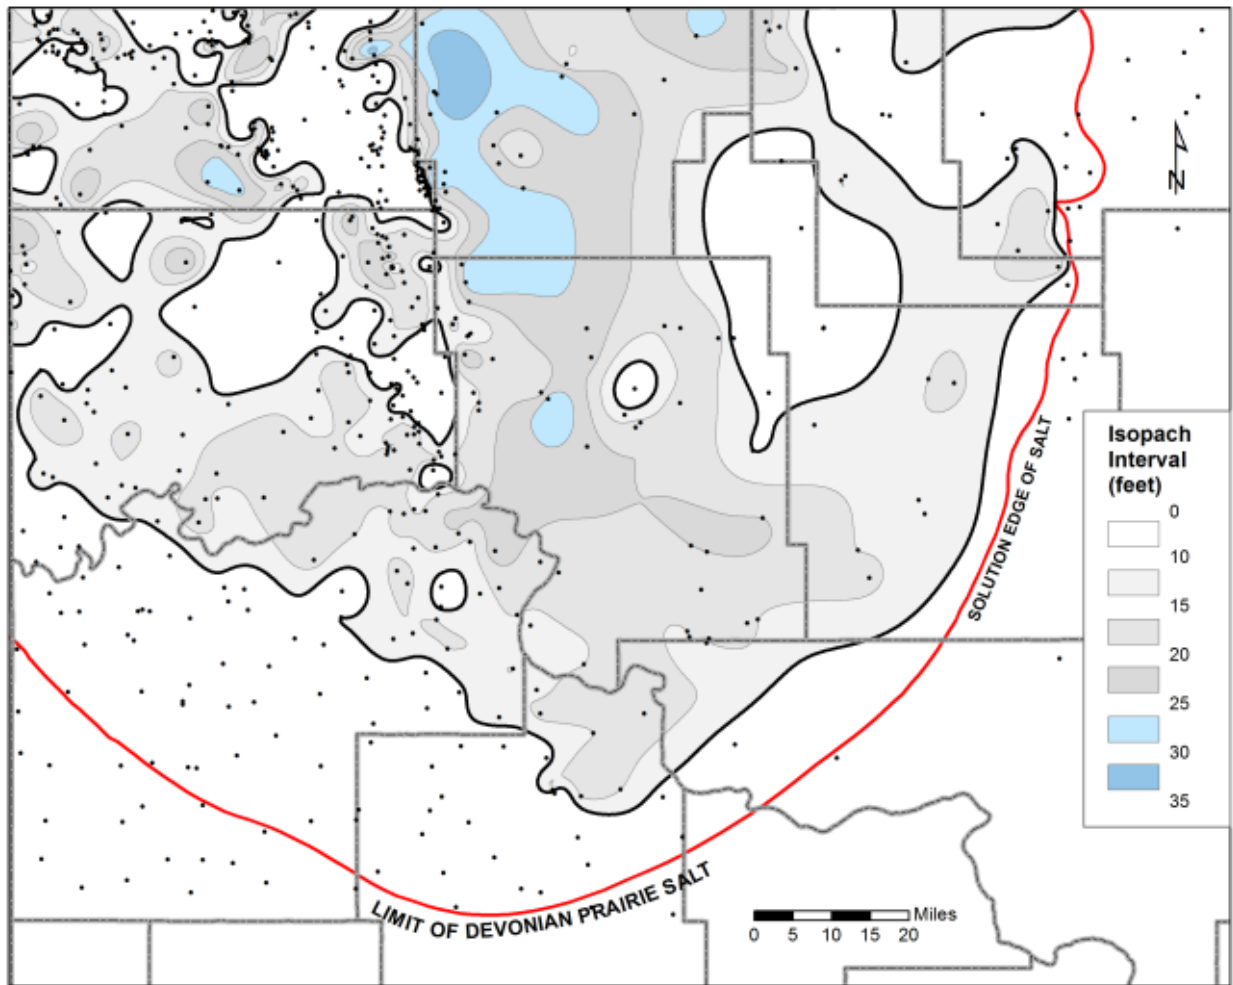 N
SOLUTION EDGE OF SALT
Isopach
Interval
(feet)
0
10
15
20
25
30
35
LIMIT OF DEVONIAN PRAIRIE SALT
Miles
0 5 10 15 20